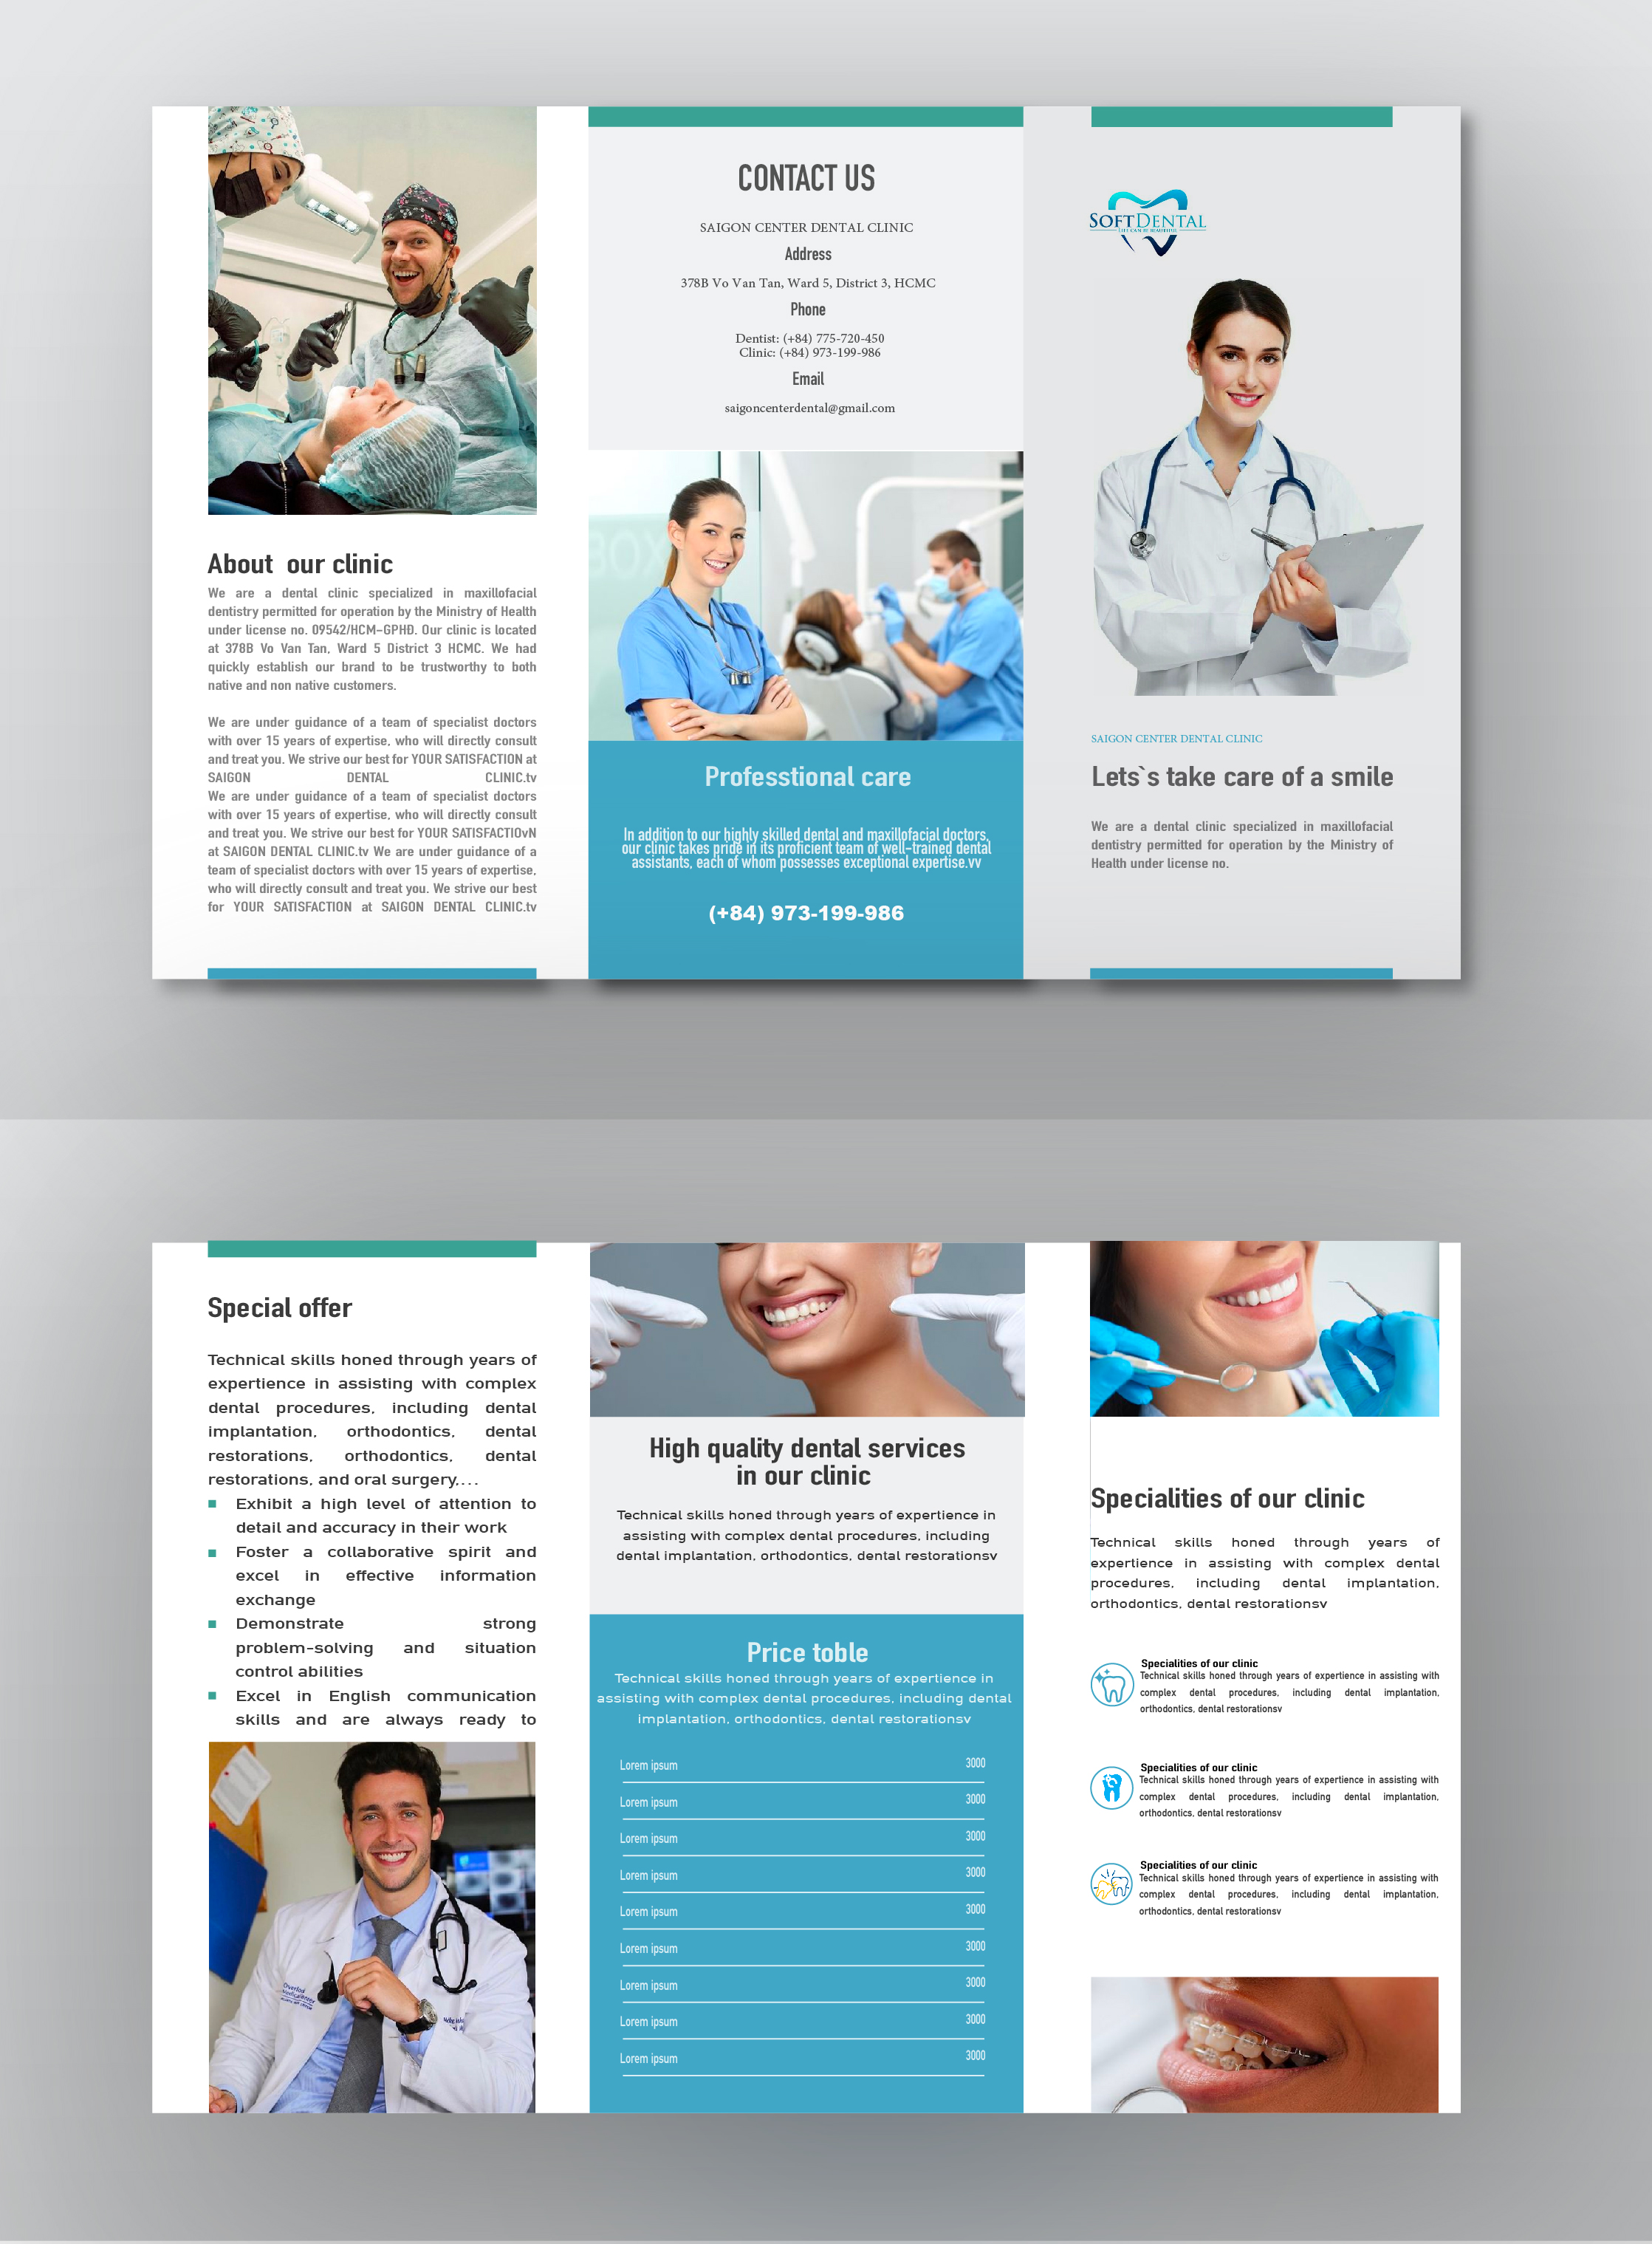 About our clinic
We are a dental clinic specialized in maxillofacial
dentistry permitted for operation by the Ministry of Health
under license no. 09542/HCM-GPHĐ. Our clinic is located
at 378B Vo Van Tan, Ward 5 District 3 HCMC. We had
quickly establish our brand to be trustworthy to both
native and non native customers.
We are under guidance of a team of specialist doctors
with over 15 years of expertise, who will directly consult
and treat you. We strive our best for YOUR SATISFACTION at
SAIGON DENTAL CLINIC.tv
We are under guidance of a team of specialist doctors
with over 15 years of expertise, who will directly consult
and treat you. We strive our best for YOUR SATISFACTIOvN
at SAIGON DENTAL CLINIC.tv We are under guidance of a
team of specialist doctors with over 15 years of expertise,
who will directly consult and treat you. We strive our best
for YOUR SATISFACTION at SAIGON DENTAL CLINIC.tv
CONTACT US
SAIGON CENTER DENTAL CLINIC
Address
378B Vo Van Tan, Ward 5, District 3, HCMC
Phone
Dentist: (+84) 775-720-450
Clinic: (+84) 973-199-986
Email
saigoncenterdental@gmail.com
BOX
Professtional care
In addition to our highly skilled dental and maxillofacial doctors,
our clinic takes pride in its proficient team of well-trained dental
assistants, each of whom possesses exceptional expertise.vv
(+84) 973-199-986
SOFTDENTAL
SAIGON CENTER DENTAL CLINIC
Lets`s take care of a smile
We are a dental clinic specialized in maxillofacial
dentistry permitted for operation by the Ministry of
Health under license no.
Special offer
Technical skills honed through years of
expertience in assisting with complex
dental procedures, including dental
implantation, orthodontics, dental
restorations, orthodontics, dental
restorations, and oral surgery,...
Exhibit a high level of attention to
detail and accuracy in their work
Foster a collaborative spirit and
excel in effective information
exchange
Demonstrate strong
problem-solving and situation
control abilities
Excel in English communication
skills and are always ready to
High quality dental services
in our clinic
Technical skills honed through years of expertience in
assisting with complex dental procedures, including
dental implantation, orthodontics, dental restorationsv
Price toble
Technical skills honed through years of expertience in
assisting with complex dental procedures, including dental
implantation, orthodontics, dental restorationsv
Lorem ipsum 3000
Lorem ipsum 3000
Lorem ipsum 3000
Lorem ipsum 3000
Lorem ipsum 3000
Lorem ipsum 3000
Lorem ipsum 3000
Lorem ipsum 3000
Lorem ipsum 3000
Specialities of our clinic
Technical skills honed through years of
expertience in assisting with complex dental
procedures, including dental implantation,
orthodontics, dental restorationsv
Specialities of our clinic
Technical skills honed through years of expertience in assisting with
complex dental procedures, including dental implantation,
orthodontics, dental restorationsv
Specialities of our clinic
Technical skills honed through years of expertience in assisting with
complex dental procedures, including dental implantation,
orthodontics, dental restorationsv
Specialities of our clinic
Technical skills honed through years of expertience in assisting with
complex dental procedures, including dental implantation,
orthodontics, dental restorationsv